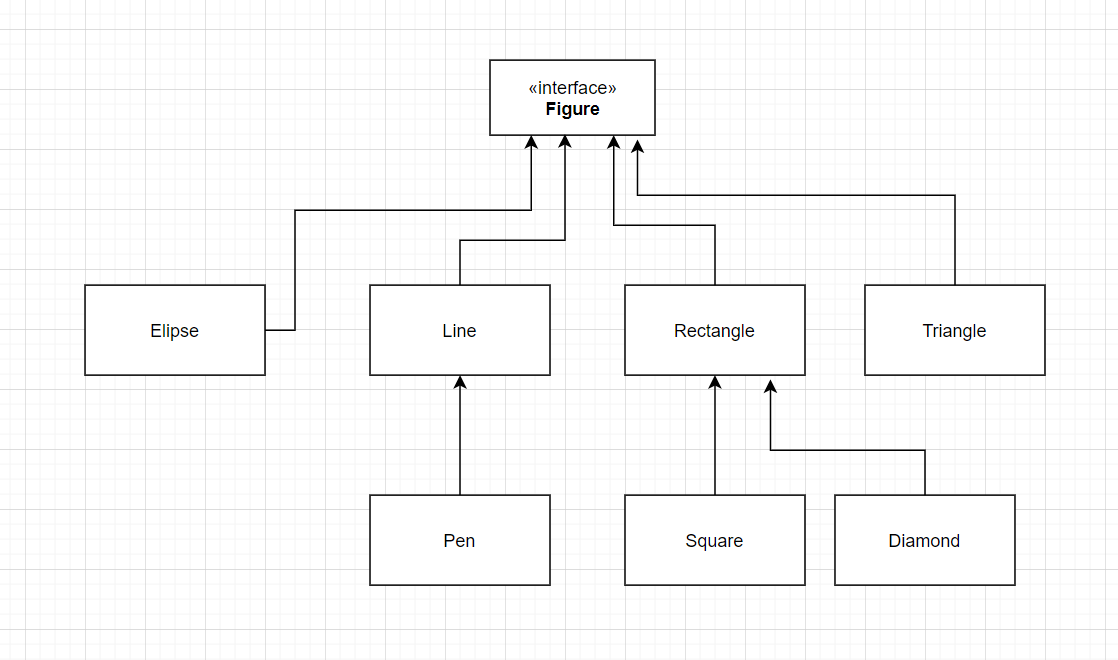 «interface»
Figure
Elipse
Line
Rectangle
Triangle
Pen
Square
Diamond